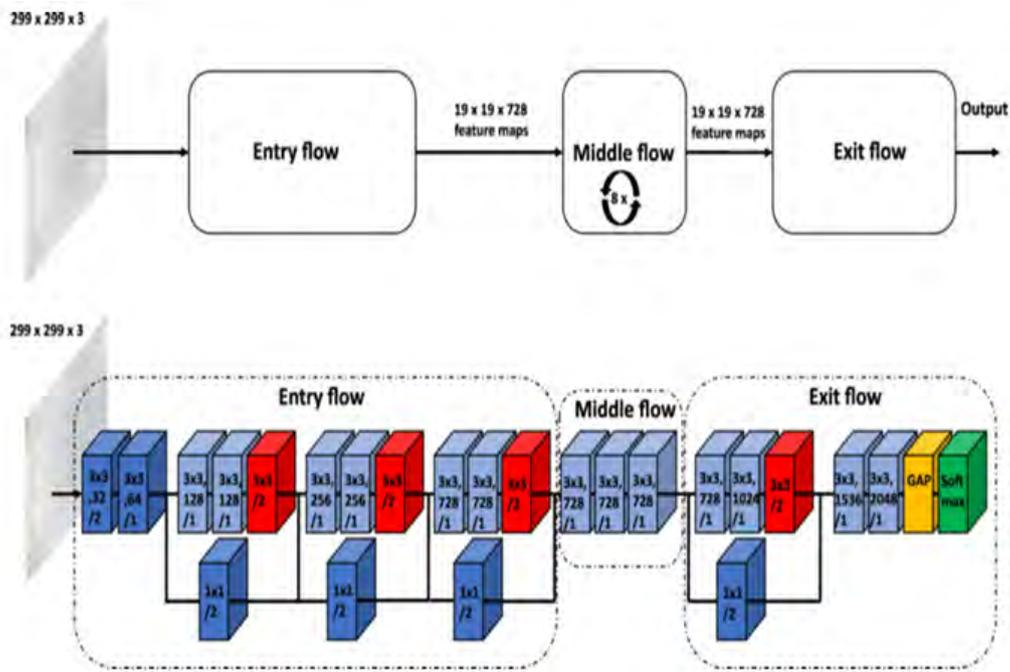 299 x 299 x 3
19 x 19 x 728
feature maps
19 x 19 x 728
feature maps
Output
Entry flow
Middle flow
Exit flow
8 x
299 x 299 x 3
Entry flow
Middle flow
Exit flow
3x3
,32
/2
3x3
,64
/1
3x3,
128
/1
3x3,
128
/1
3x3
/2
3x3,
256
/1
3x3,
256
/1
3x3
/2
3x3,
728
/1
3x3,
728
/1
3x3
/2
3x3,
728
/1
3x3,
728
/1
3x3,
728
/1
3x3,
728
/1
3x3,
1024
/1
3x3
/2
3x3,
1536
/1
3x3,
2048
/1
GAP
Soft
max
1x1
/2
1x1
/2
1x1
/2
1x1
/2